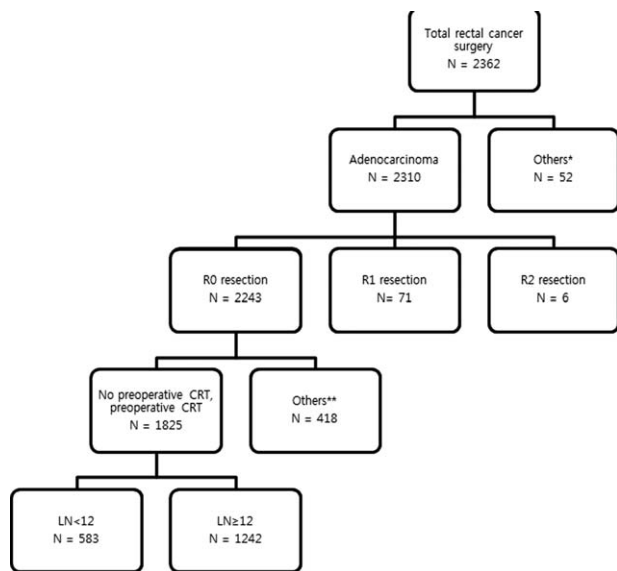 Total rectal cancer
surgery
N = 2362
Adenocarcinoma
N = 2310
Others*
N = 52
R0 resection
N = 2243
R1 resection
N= 71
R2 resection
N = 6
No preoperative CRT,
preoperative CRT
N = 1825
Others**
N = 418
LN<12
N = 583
LN≥12
N = 1242